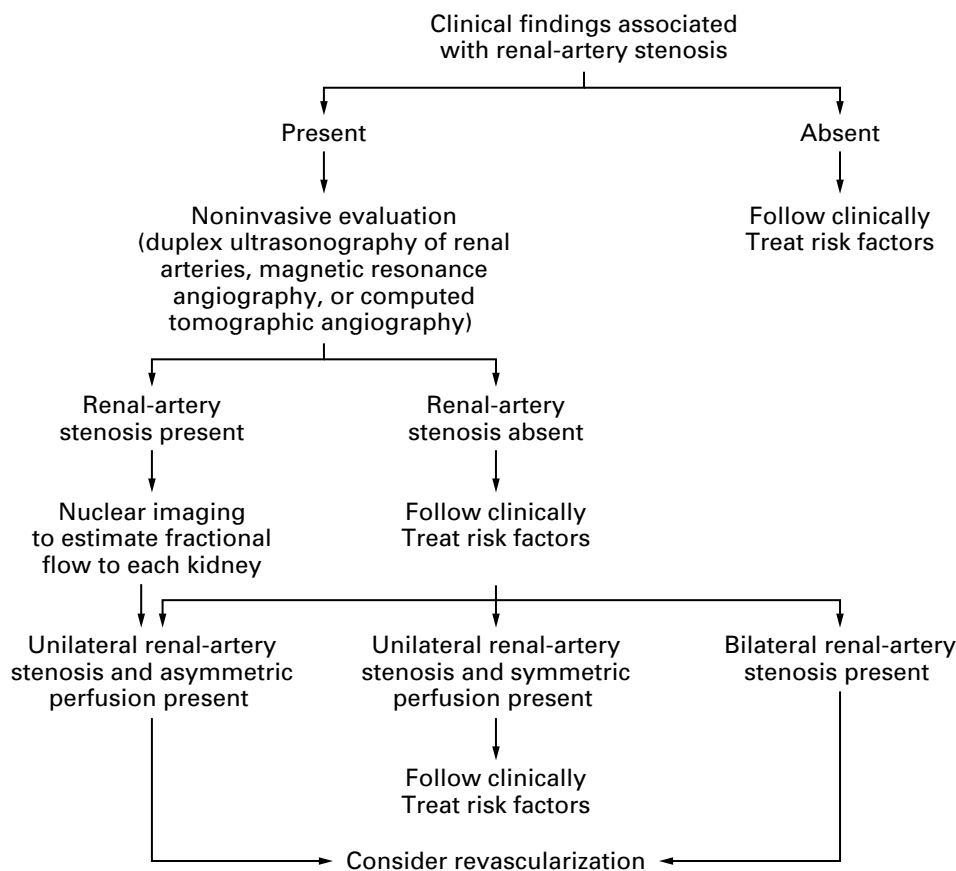 Clinical findings associated
with renal-artery stenosis
Present
Absent
Noninvasive evaluation
(duplex ultrasonography of renal
arteries, magnetic resonance
angiography, or computed
tomographic angiography)
Follow clinically
Treat risk factors
Renal-artery
stenosis present
Renal-artery
stenosis absent
Nuclear imaging
to estimate fractional
flow to each kidney
Follow clinically
Treat risk factors
Unilateral renal-artery
stenosis and asymmetric
perfusion present
Unilateral renal-artery
stenosis and symmetric
perfusion present
Bilateral renal-artery
stenosis present
Follow clinically
Treat risk factors
Consider revascularization